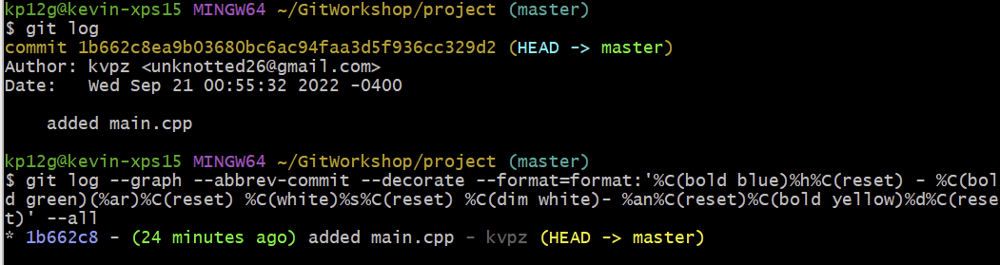 kp12g@kevin-xps15 MINGW64 ~/GitWorkshop/project (master)
$ git log
commit 1b662c8ea9b03680bc6ac94faa3d5f936cc329d2 (HEAD -> master)
Author: kvpz <unknotted26@gmail.com>
Date:   Wed Sep 21 00:55:32 2022 -0400

    added main.cpp

kp12g@kevin-xps15 MINGW64 ~/GitWorkshop/project (master)
$ git log --graph --abbrev-commit --decorate --format=format:'%C(bold blue)%h%C(reset) - %C(bol
d green)(%ar)%C(reset) %C(white)%s%C(reset) %C(dim white)- %an%C(reset)%C(bold yellow)%d%C(rese
t)' --all
* 1b662c8 - (24 minutes ago) added main.cpp - kvpz (HEAD -> master)